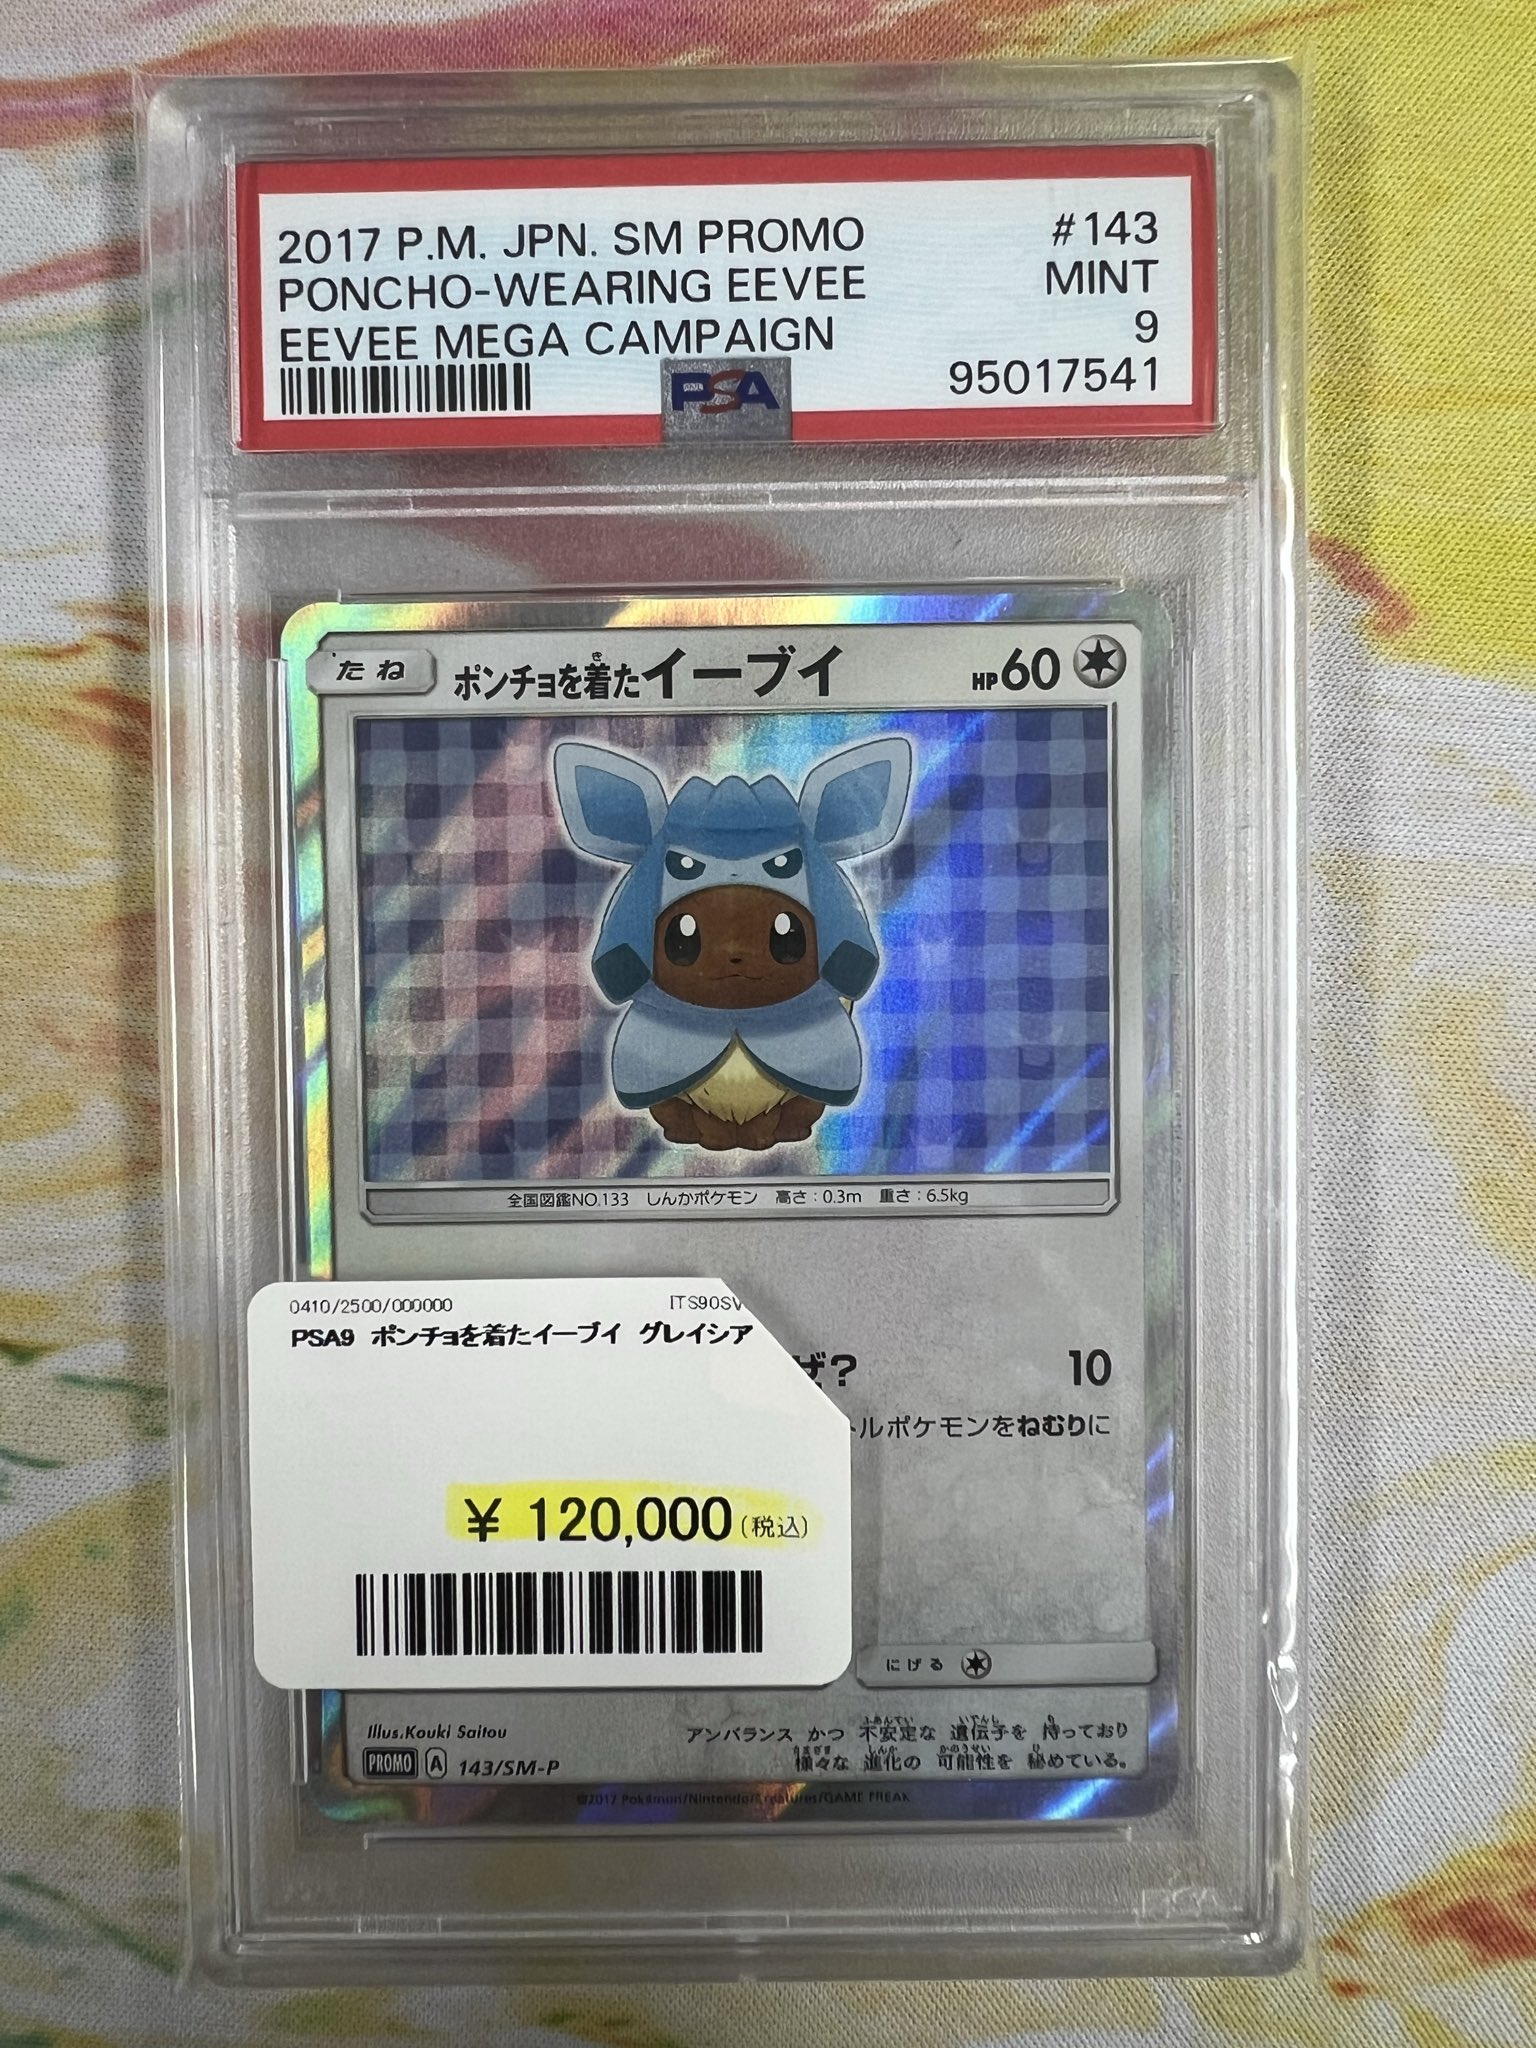 2017 P.M. JPN. SM PROMO #143
PONCHO-WEARING EEVEE MINT
EEVEE MEGA CAMPAIGN 9
PSA 95017541
たね ポンチョを着たイーブイ HP60
全国図鑑NO.133 しんかポケモン 高さ:0.3m 重さ:6.5kg
0410/2500/000000 ITS90SV
PSA9 ポンチョを着たイーブイ グレイシア
ぜ? 10
トルポケモンをねむりに
¥ 120,000(税込)
にげる
Illus.Kouki Saitou
アンバランス かつ 不安定な 遺伝子を 持っており
様々な 進化の 可能性を 秘めている。
PROMO A 143/SM-P
©2017 Pokémon/Nintendo/Creatures/GAME FREAK